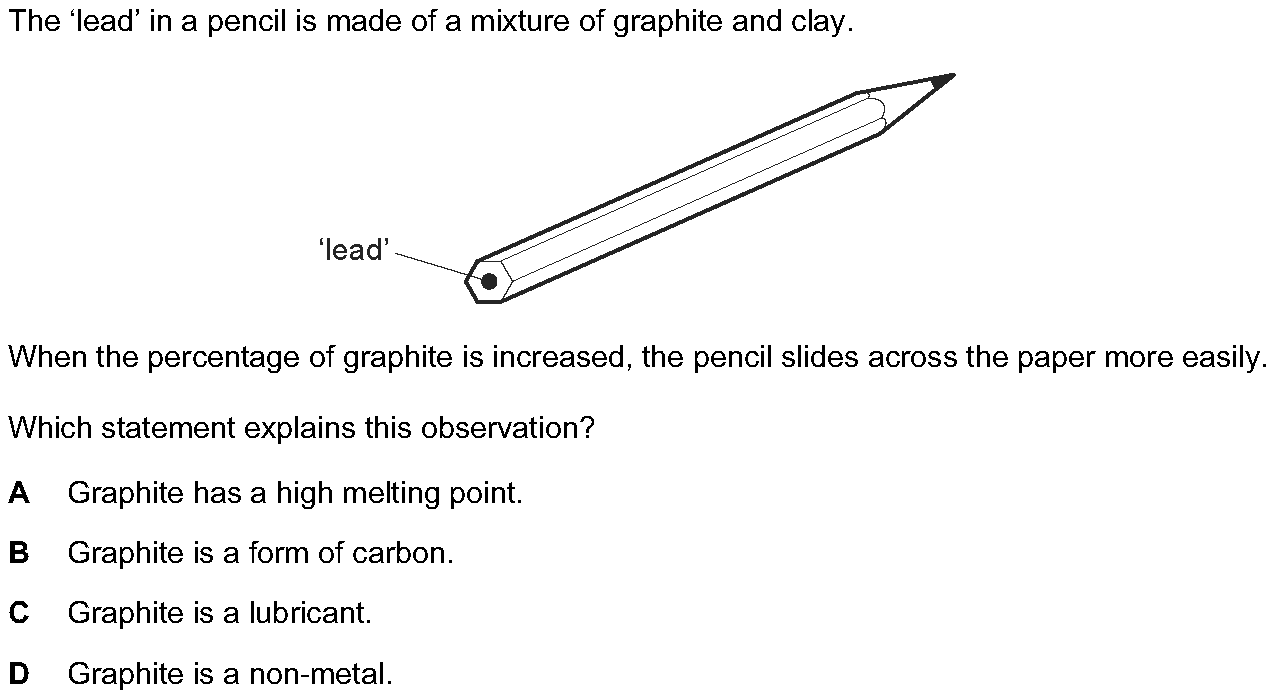 The ‘lead’ in a pencil is made of a mixture of graphite and clay.
‘lead’
When the percentage of graphite is increased, the pencil slides across the paper more easily.
Which statement explains this observation?
A Graphite has a high melting point.
B Graphite is a form of carbon.
C Graphite is a lubricant.
D Graphite is a non-metal.